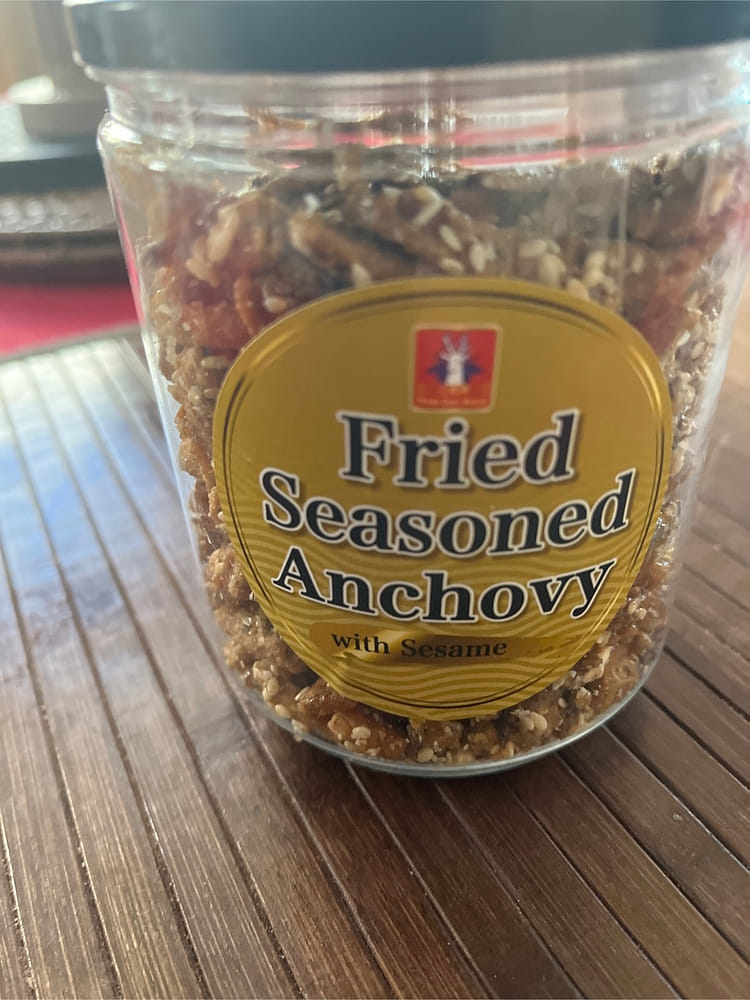 Fried
Seasoned
Anchovy
with Sesame